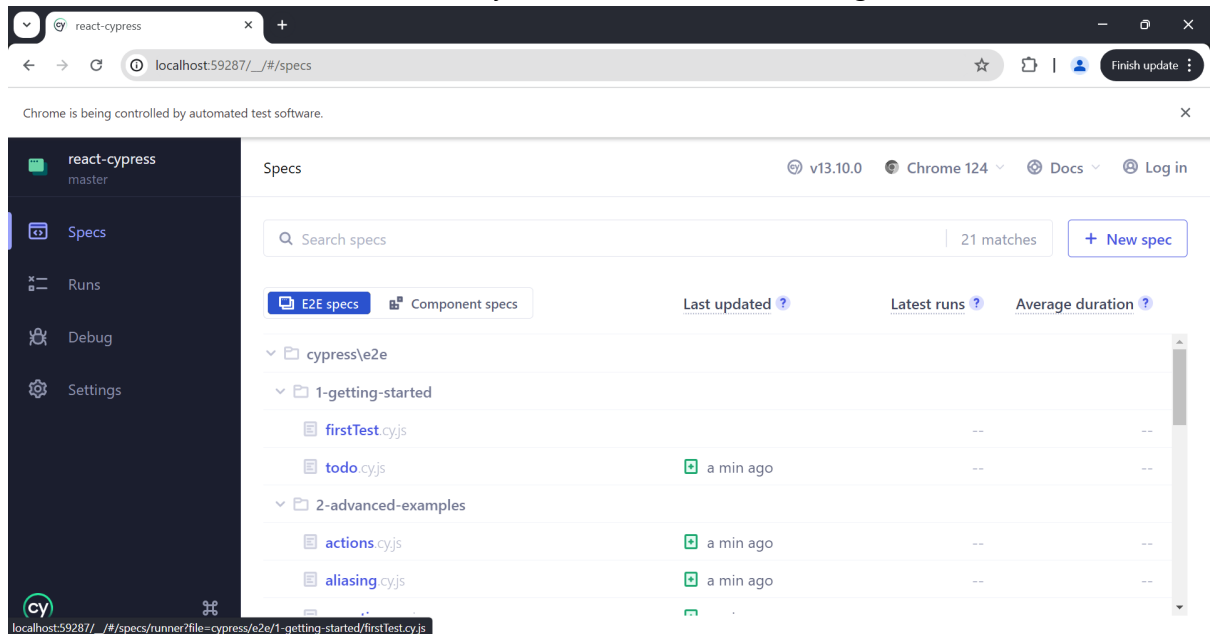 react-cypress
localhost:59287/__/#/specs
Finish update
Chrome is being controlled by automated test software.
react-cypress
master
Specs
v13.10.0
Chrome 124
Docs
Log in
Specs
Runs
Debug
Settings
Search specs
21 matches
+ New spec
E2E specs
Component specs
Last updated ?
Latest runs ?
Average duration ?
cypress\e2e
1-getting-started
firstTest.cy.js -- --
todo.cy.js a min ago -- --
2-advanced-examples
actions.cy.js a min ago -- --
aliasing.cy.js a min ago -- --
cy
localhost:59287/__/#/specs/runner?file=cypress/e2e/1-getting-started/firstTest.cy.js